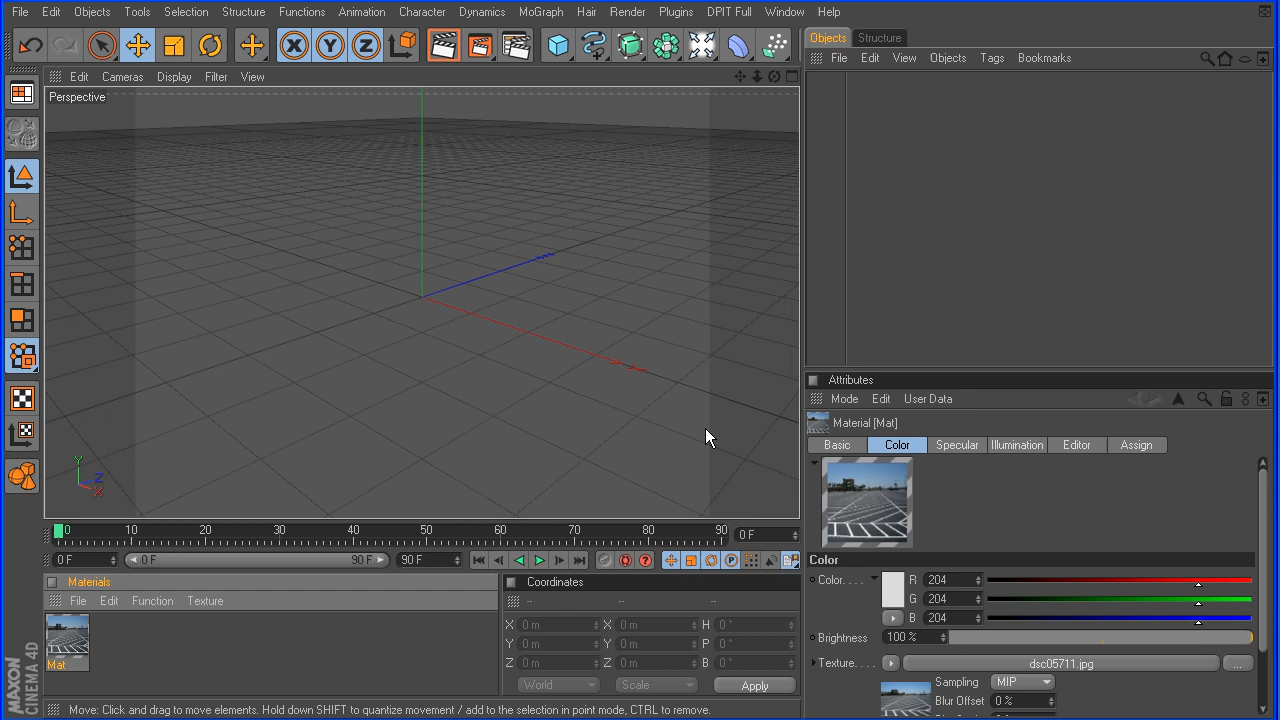 File Edit Objects Tools Selection Structure Functions Animation Character Dynamics MoGraph Hair Render Plugins DPIT Full Window Help
X Y Z
Objects Structure
File Edit View Objects Tags Bookmarks
Edit Cameras Display Filter View
Perspective
Y
Z
X
Attributes
Mode Edit User Data
Material [Mat]
Basic Color Specular Illumination Editor Assign
0 10 20 30 40 50 60 70 80 90 0 F
0 F 0 F 90 F 90 F
Color
Color. . . . R 204
G 204
B 204
Brightness 100 %
Texture. . . . dsc05711.jpg ...
Sampling MIP
Blur Offset 0 %
Materials
File Edit Function Texture
Mat
Coordinates
-- -- --
X 0 m X 0 m H 0 °
Y 0 m Y 0 m P 0 °
Z 0 m Z 0 m B 0 °
World Scale Apply
MAXON
CINEMA 4D
Move: Click and drag to move elements. Hold down SHIFT to quantize movement / add to the selection in point mode, CTRL to remove.